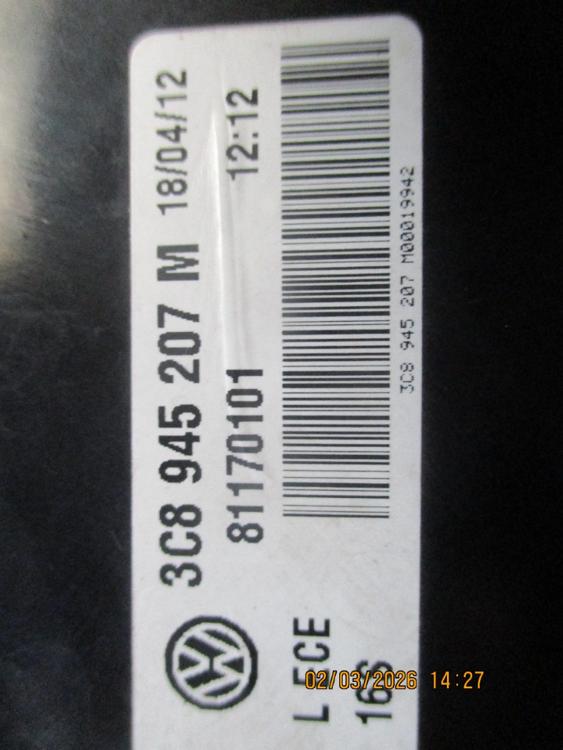 3C8 945 207 M 18/04/12
81170101 12:12
3C8 945 207 M00019942
L ECE
16S
02/03/2026 14:27